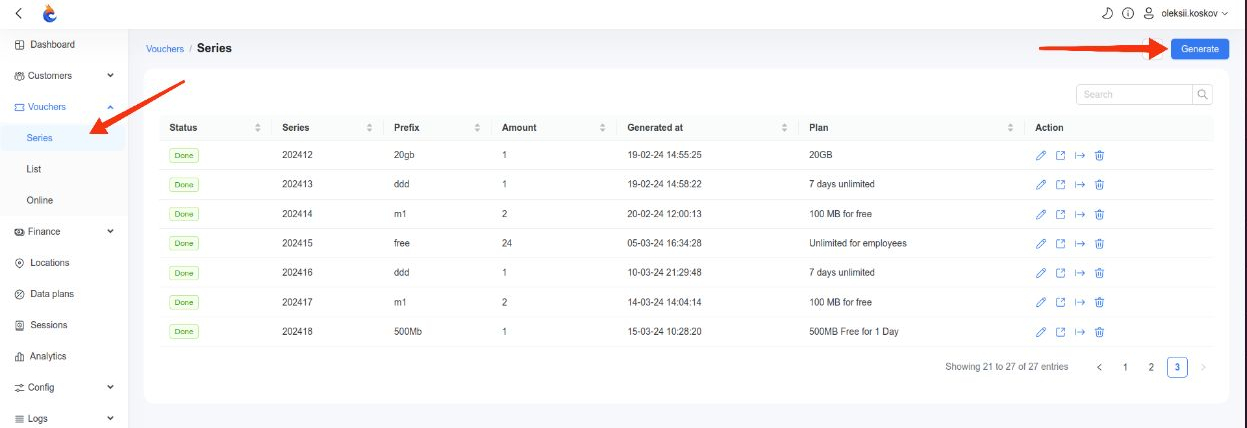 oleksii.koskov
Dashboard
Customers
Vouchers
Series
List
Online
Finance
Locations
Data plans
Sessions
Analytics
Config
Logs
Vouchers / Series
Generate
Search
Status Series Prefix Amount Generated at Plan Action
Done 202412 20gb 1 19-02-24 14:55:25 20GB
Done 202413 ddd 1 19-02-24 14:58:22 7 days unlimited
Done 202414 m1 2 20-02-24 12:00:13 100 MB for free
Done 202415 free 24 05-03-24 16:34:28 Unlimited for employees
Done 202416 ddd 1 10-03-24 21:29:48 7 days unlimited
Done 202417 m1 2 14-03-24 14:04:14 100 MB for free
Done 202418 500Mb 1 15-03-24 10:28:20 500MB Free for 1 Day
Showing 21 to 27 of 27 entries < 1 2 3 >